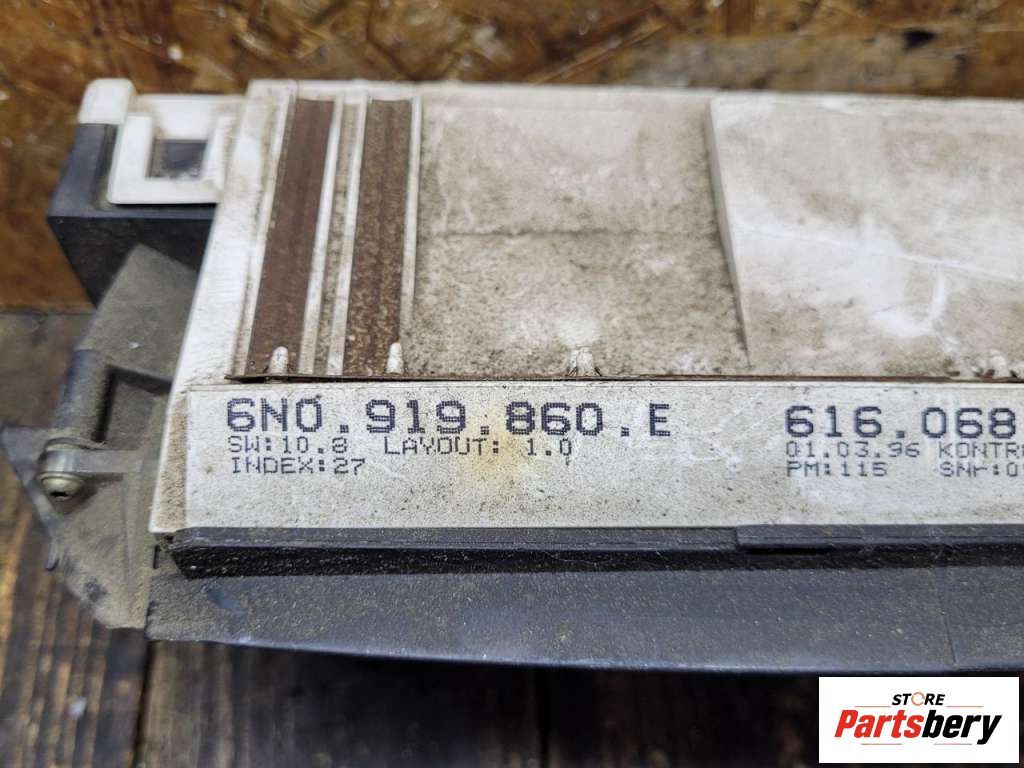 6N0.919.860.E
SW:10.8 LAYOUT: 1.0
INDEX:27
616.068
01.03.96
PM:115
STORE
Partsbery